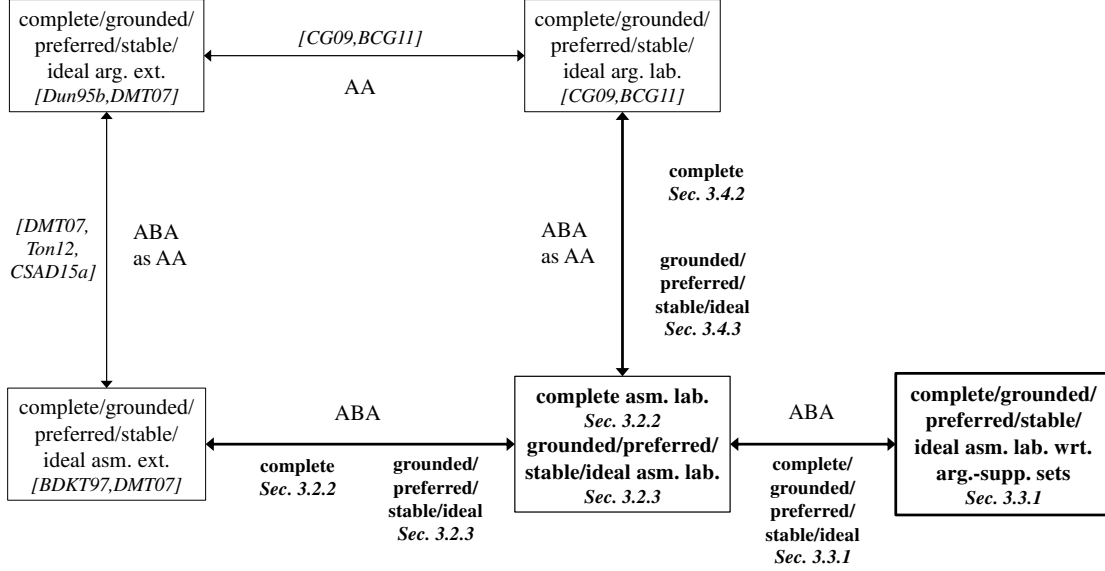 complete/grounded/
preferred/stable/
ideal arg. ext.
[Dun95b,DMT07]
[CG09,BCG11]
AA
complete/grounded/
preferred/stable/
ideal arg. lab.
[CG09,BCG11]
[DMT07,
Ton12,
CSAD15a]
ABA
as AA
ABA
as AA
complete
Sec. 3.4.2
grounded/
preferred/
stable/ideal
Sec. 3.4.3
complete/grounded/
preferred/stable/
ideal asm. ext.
[BDKT97,DMT07]
ABA
complete
Sec. 3.2.2
grounded/
preferred/
stable/ideal
Sec. 3.2.3
complete asm. lab.
Sec. 3.2.2
grounded/preferred/
stable/ideal asm. lab.
Sec. 3.2.3
ABA
complete/
grounded/
preferred/
stable/ideal
Sec. 3.3.1
complete/grounded/
preferred/stable/
ideal asm. lab. wrt.
arg.-supp. sets
Sec. 3.3.1